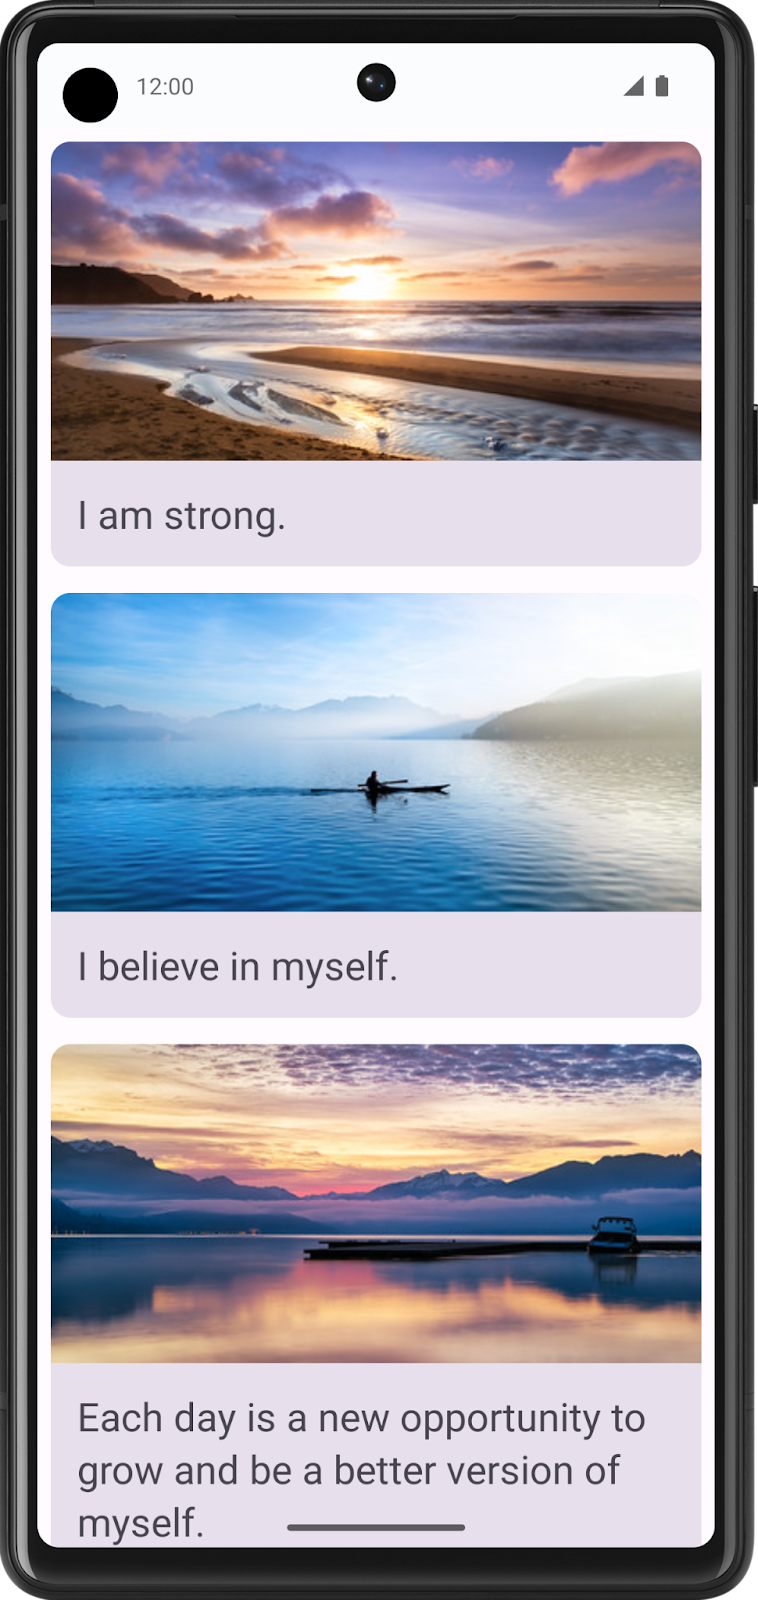 12:00
I am strong.
I believe in myself.
Each day is a new opportunity to
grow and be a better version of
myself.